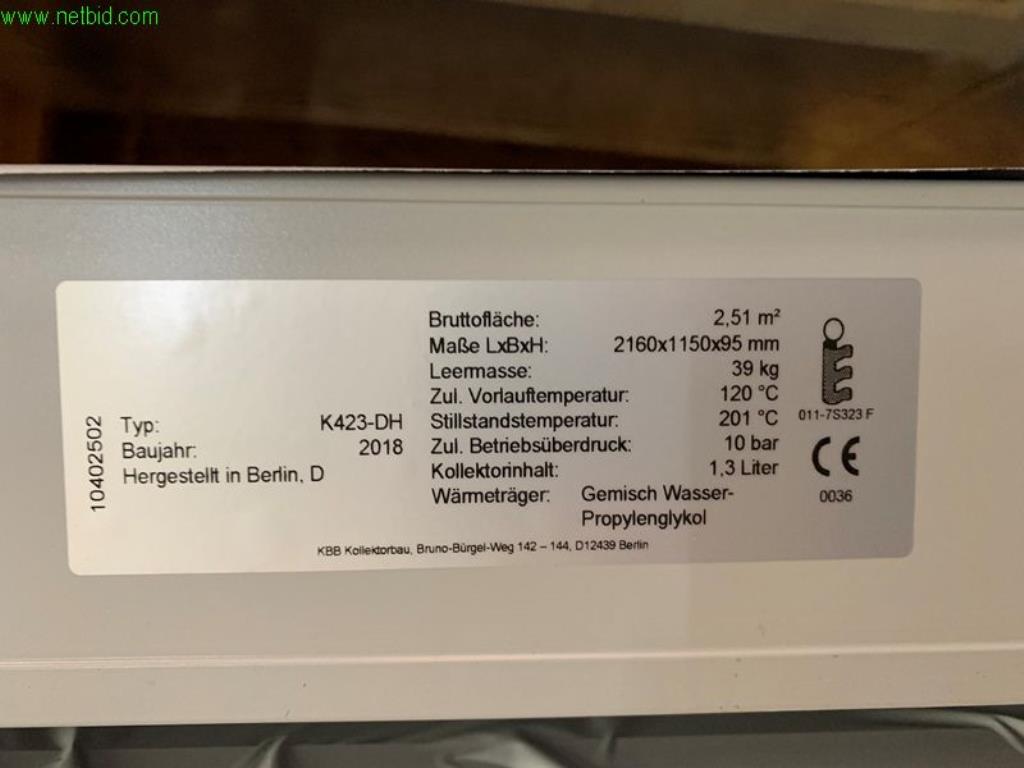 www.netbid.com
10402502
Typ: K423-DH
Baujahr: 2018
Hergestellt in Berlin, D
Bruttofläche: 2,51 m²
Maße LxBxH: 2160x1150x95 mm
Leermasse: 39 kg
Zul. Vorlauftemperatur: 120 °C
Stillstandstemperatur: 201 °C
Zul. Betriebsüberdruck: 10 bar
Kollektorinhalt: 1,3 Liter
Wärmeträger: Gemisch Wasser-
Propylenglykol
011-7S323 F
CE
0036
KBB Kollektorbau, Bruno-Bürgel-Weg 142 – 144, D12439 Berlin